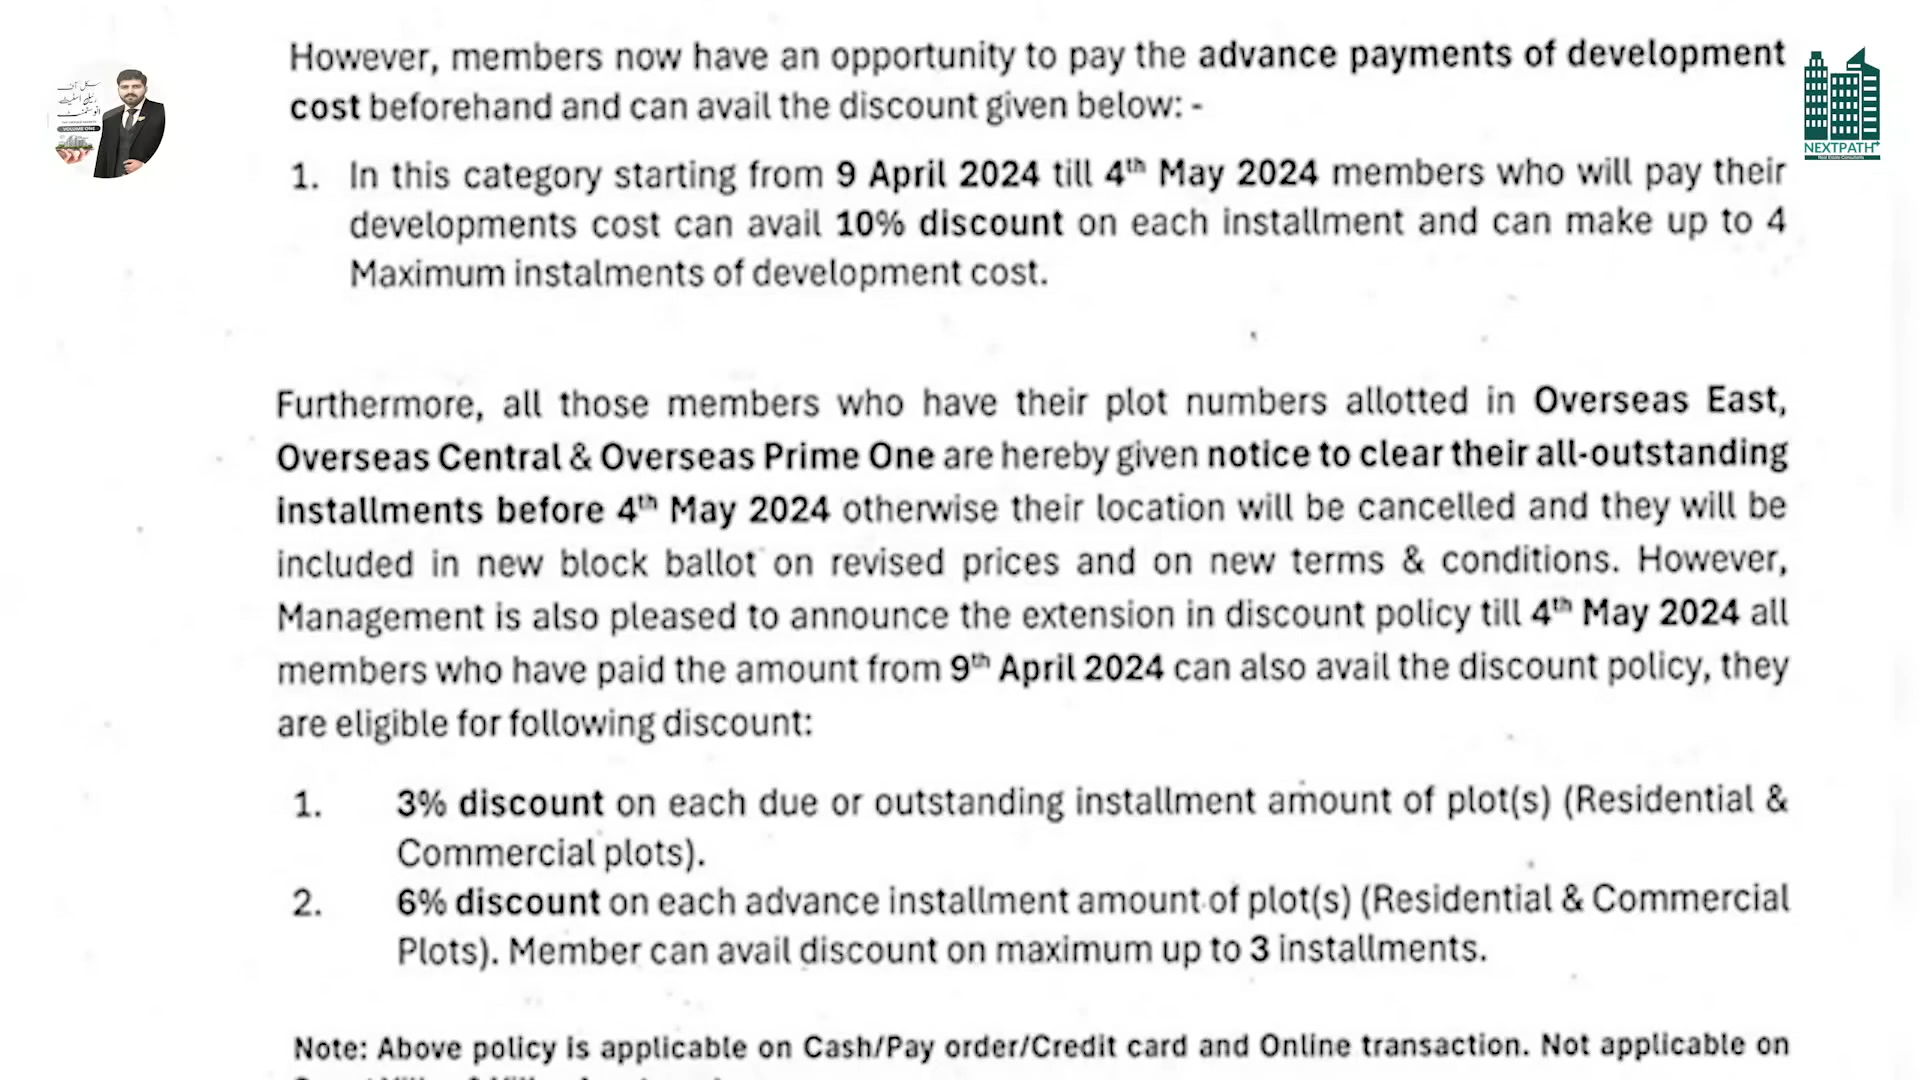 However, members now have an opportunity to pay the advance payments of development
cost beforehand and can avail the discount given below: -
1. In this category starting from 9 April 2024 till 4th May 2024 members who will pay their
developments cost can avail 10% discount on each installment and can make up to 4
Maximum instalments of development cost.
Furthermore, all those members who have their plot numbers allotted in Overseas East,
Overseas Central & Overseas Prime One are hereby given notice to clear their all-outstanding
installments before 4th May 2024 otherwise their location will be cancelled and they will be
included in new block ballot on revised prices and on new terms & conditions. However,
Management is also pleased to announce the extension in discount policy till 4th May 2024 all
members who have paid the amount from 9th April 2024 can also avail the discount policy, they
are eligible for following discount:
1. 3% discount on each due or outstanding installment amount of plot(s) (Residential &
Commercial plots).
2. 6% discount on each advance installment amount of plot(s) (Residential & Commercial
Plots). Member can avail discount on maximum up to 3 installments.
Note: Above policy is applicable on Cash/Pay order/Credit card and Online transaction. Not applicable on
NEXTPATH
Real Estate Consultants
VOLUME ONE